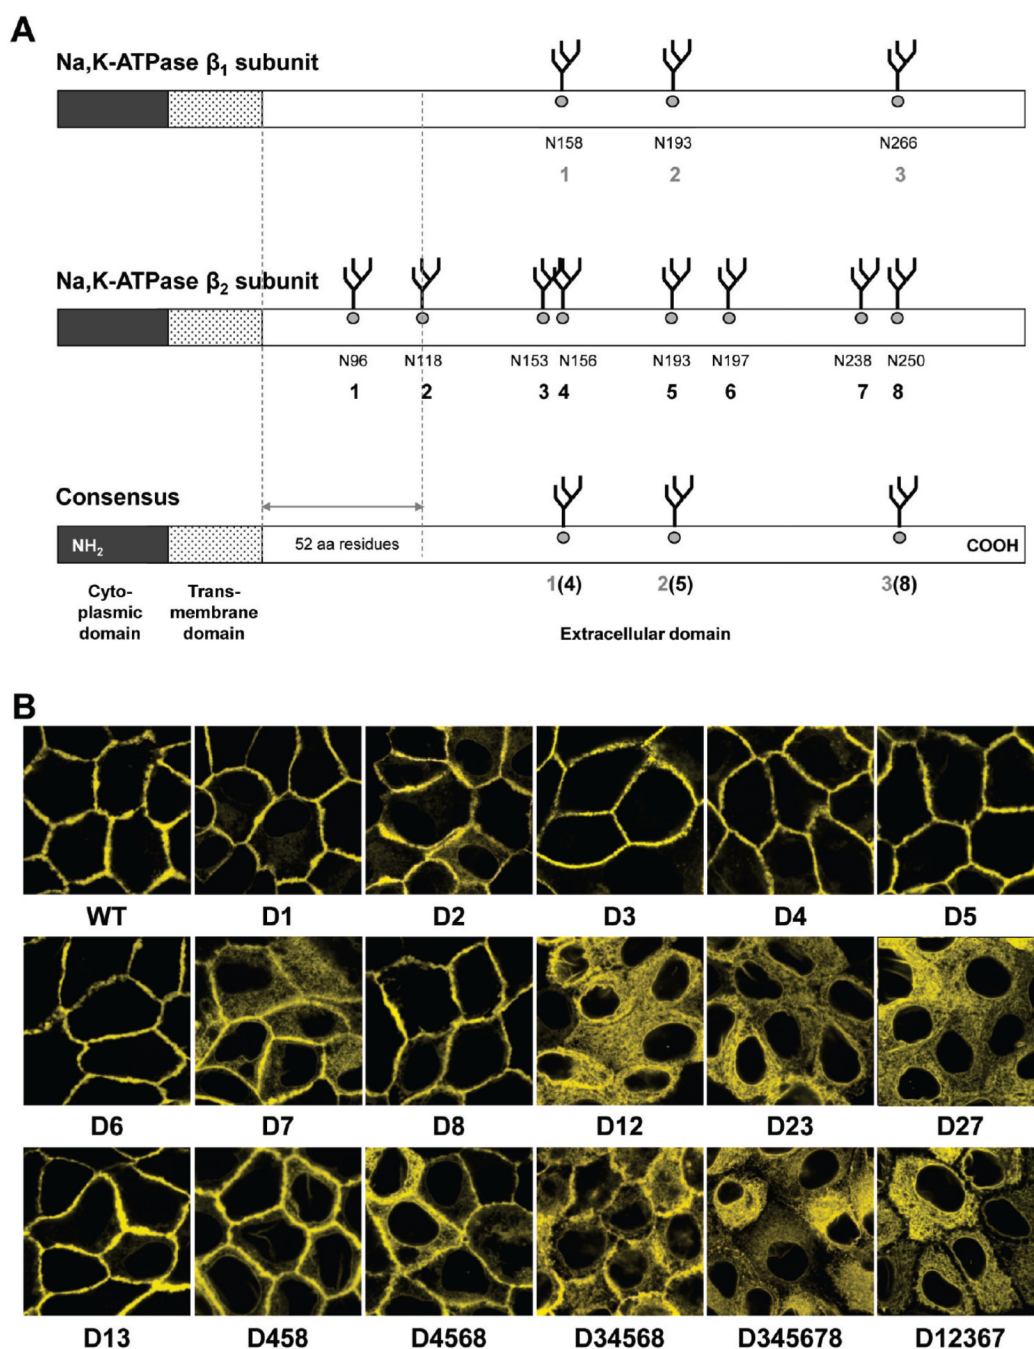 A
Na,K-ATPase β1 subunit
N158 N193 N266
1 2 3
Na,K-ATPase β2 subunit
N96 N118 N153 N156 N193 N197 N238 N250
1 2 3 4 5 6 7 8
Consensus
NH2 52 aa residues COOH
1(4) 2(5) 3(8)
Cyto-
plasmic
domain
Trans-
membrane
domain
Extracellular domain
B
WT D1 D2 D3 D4 D5
D6 D7 D8 D12 D23 D27
D13 D458 D4568 D34568 D345678 D12367